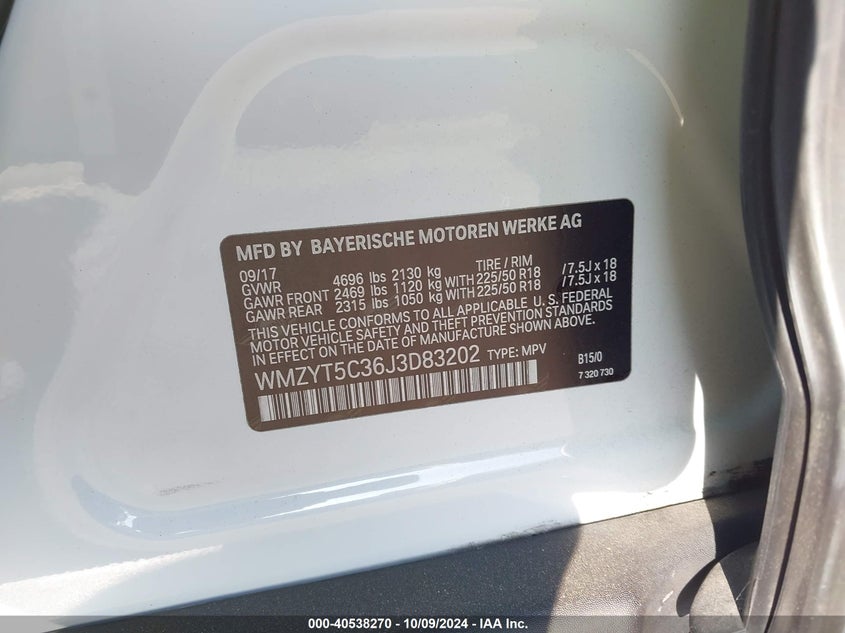 MFD BY BAYERISCHE MOTOREN WERKE AG
09/17 TIRE / RIM
GVWR 4696 lbs 2130 kg
GAWR FRONT 2469 lbs 1120 kg WITH 225/50 R18 /7.5J x 18
GAWR REAR 2315 lbs 1050 kg WITH 225/50 R18 /7.5J x 18
THIS VEHICLE CONFORMS TO ALL APPLICABLE U. S. FEDERAL
MOTOR VEHICLE SAFETY AND THEFT PREVENTION STANDARDS
IN EFFECT ON THE DATE OF MANUFACTURE SHOWN ABOVE.
WMZYT5C36J3D83202 TYPE: MPV B15/0
7 320 730
000-40538270 - 10/09/2024 - IAA Inc.